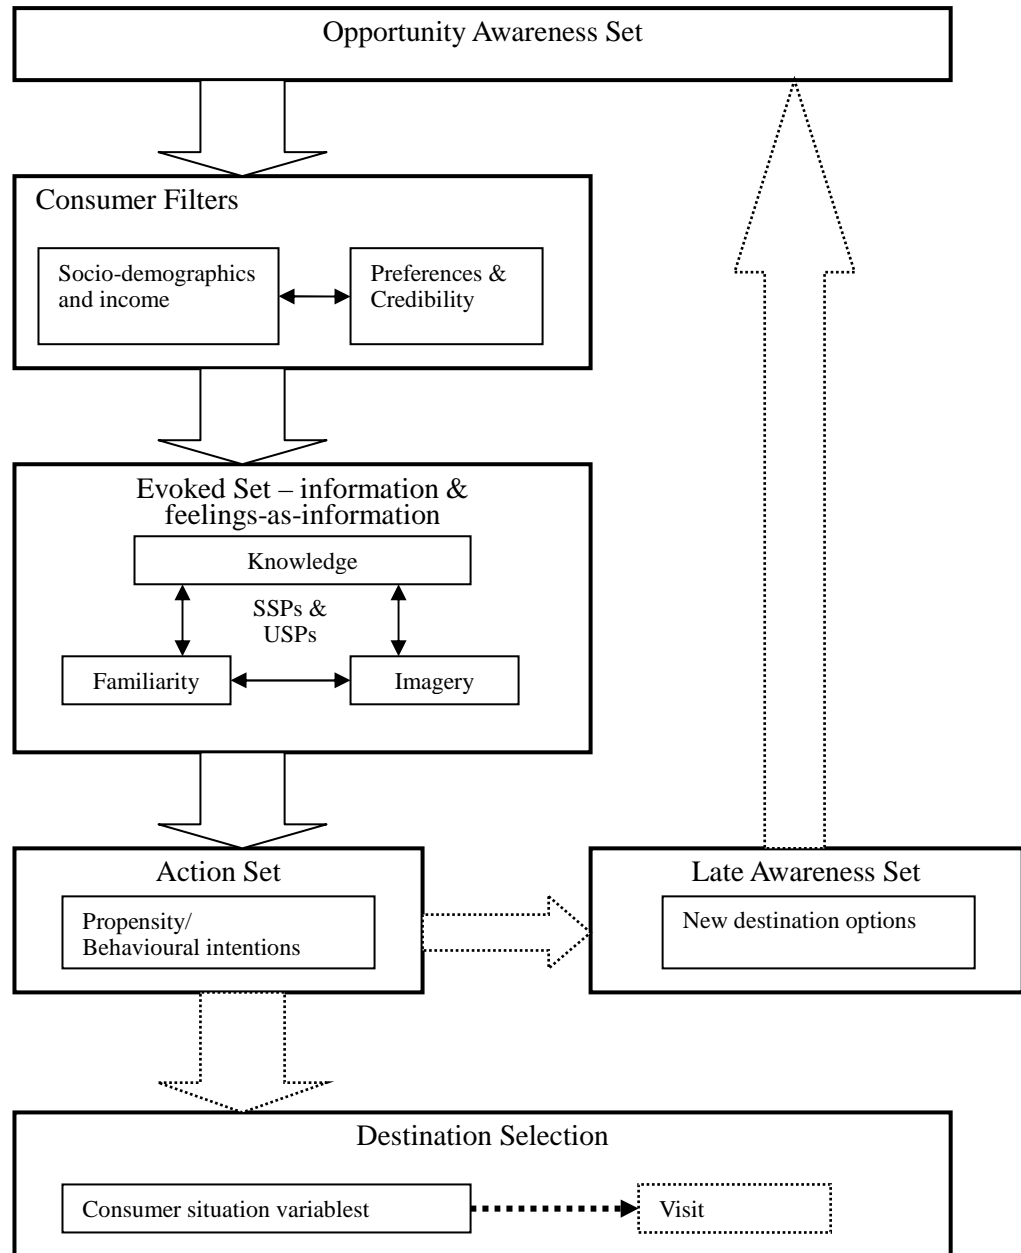 Opportunity Awareness Set
Consumer Filters
Socio-demographics
and income
Preferences &
Credibility
Evoked Set – information &
feelings-as-information
Knowledge
SSPs &
USPs
Familiarity
Imagery
Action Set
Propensity/
Behavioural intentions
Late Awareness Set
New destination options
Destination Selection
Consumer situation variablest
Visit